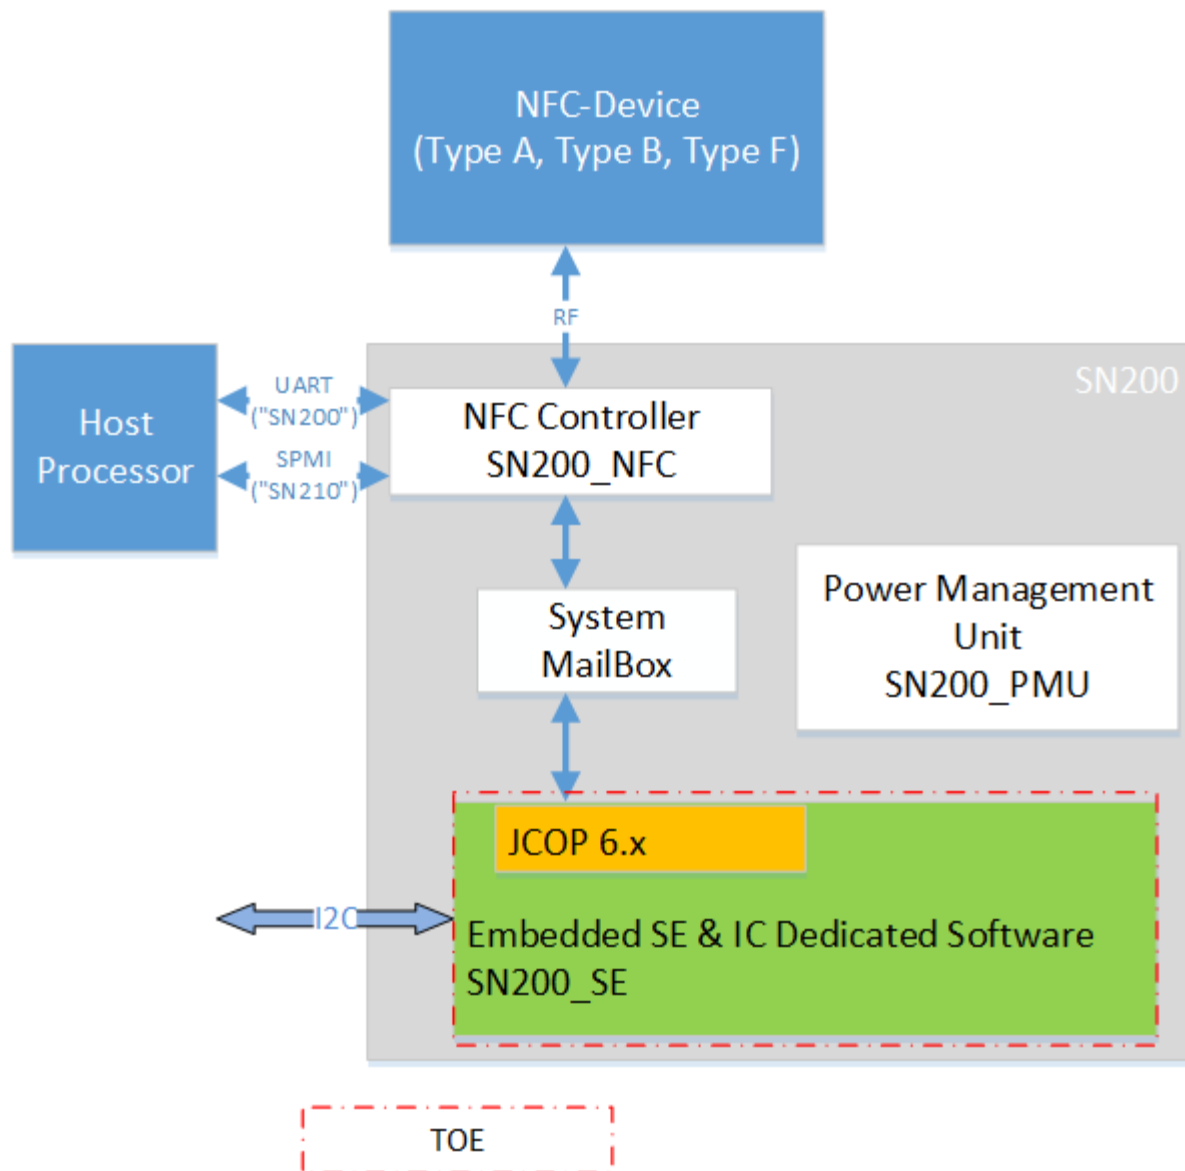 NFC-Device
(Type A, Type B, Type F)
RF
SN200
UART
("SN200")
SPMI
("SN210")
Host
Processor
NFC Controller
SN200_NFC
System
MailBox
Power Management
Unit
SN200_PMU
JCOP 6.x
I2C
Embedded SE & IC Dedicated Software
SN200_SE
TOE